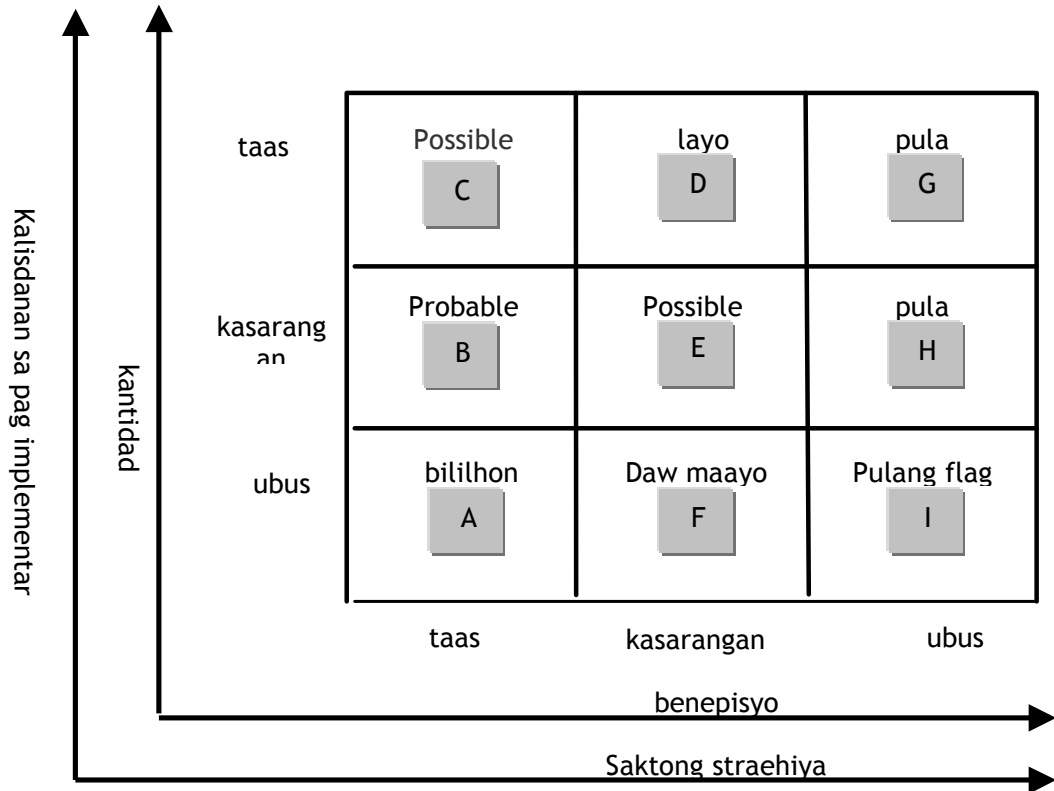 Kalisdanan sa pag implementar
kantidad
taas
Possible
C
layo
D
pula
G
kasarang
an
Probable
B
Possible
E
pula
H
ubus
bililhon
A
Daw maayo
F
Pulang flag
I
taas
kasarangan
ubus
benepisyo
Saktong straehiya